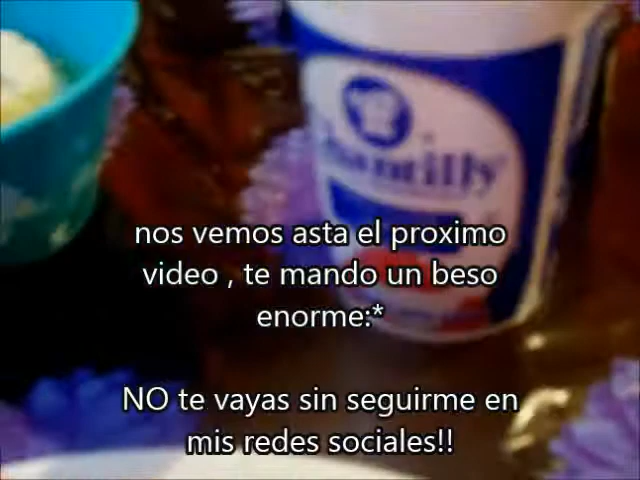 Chantilly
nos vemos asta el proximo
video , te mando un beso
enorme:*
NO te vayas sin seguirme en
mis redes sociales!!